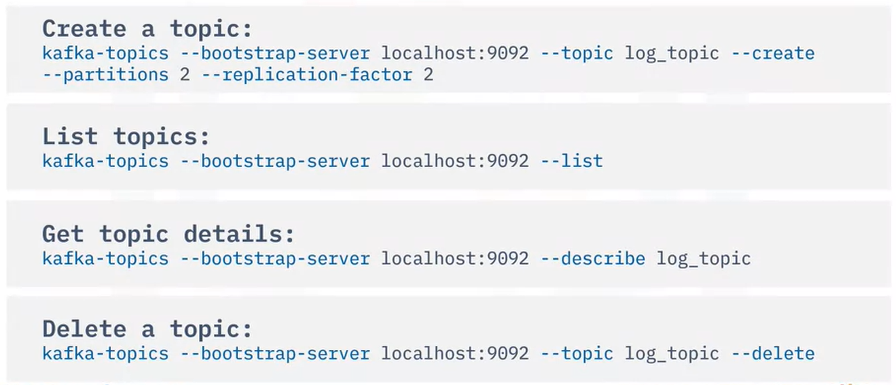 Create a topic:
kafka-topics --bootstrap-server localhost:9092 --topic log_topic --create
--partitions 2 --replication-factor 2
List topics:
kafka-topics --bootstrap-server localhost:9092 --list
Get topic details:
kafka-topics --bootstrap-server localhost:9092 --describe log_topic
Delete a topic:
kafka-topics --bootstrap-server localhost:9092 --topic log_topic --delete